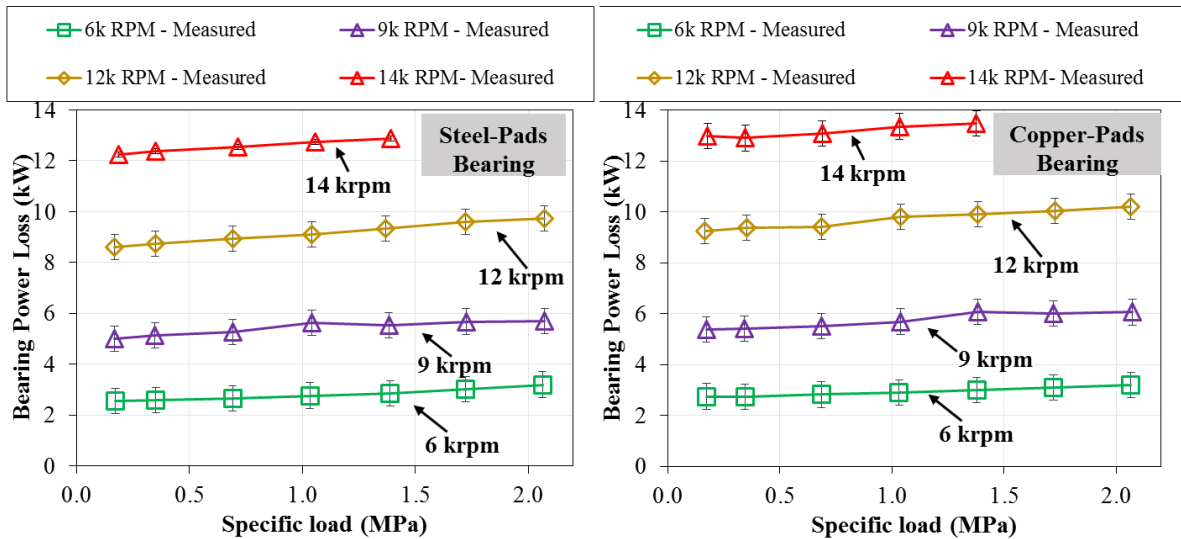 6k RPM - Measured
9k RPM - Measured
12k RPM - Measured
14k RPM- Measured
14
12
10
8
6
4
2
0
Bearing Power Loss (kW)
Steel-Pads
Bearing
14 krpm
12 krpm
9 krpm
6 krpm
0.0
0.5
1.0
1.5
2.0
Specific load (MPa)
6k RPM - Measured
9k RPM - Measured
12k RPM - Measured
14k RPM- Measured
14
12
10
8
6
4
2
0
Bearing Power Loss (kW)
Copper-Pads
Bearing
14 krpm
12 krpm
9 krpm
6 krpm
0.0
0.5
1.0
1.5
2.0
Specific load (MPa)